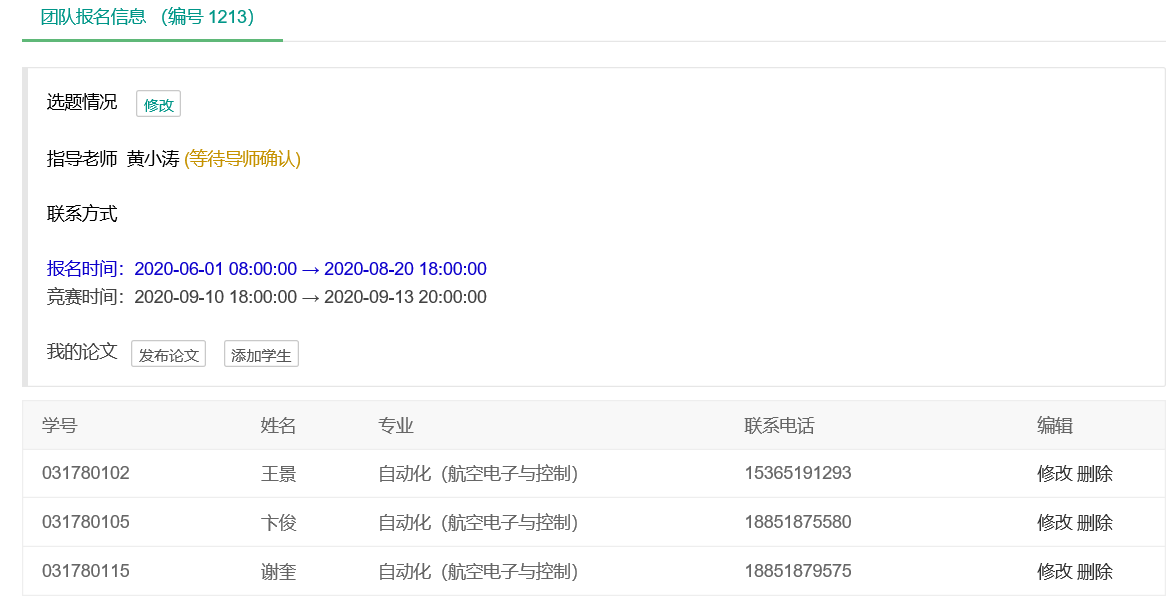 团队报名信息 （编号 1213）
选题情况 修改
指导老师 黄小涛 (等待导师确认)
联系方式
报名时间：2020-06-01 08:00:00 → 2020-08-20 18:00:00
竞赛时间：2020-09-10 18:00:00 → 2020-09-13 20:00:00
我的论文 发布论文 添加学生
学号 姓名 专业 联系电话 编辑
031780102 王景 自动化（航空电子与控制） 15365191293 修改 删除
031780105 卞俊 自动化（航空电子与控制） 18851875580 修改 删除
031780115 谢奎 自动化（航空电子与控制） 18851879575 修改 删除